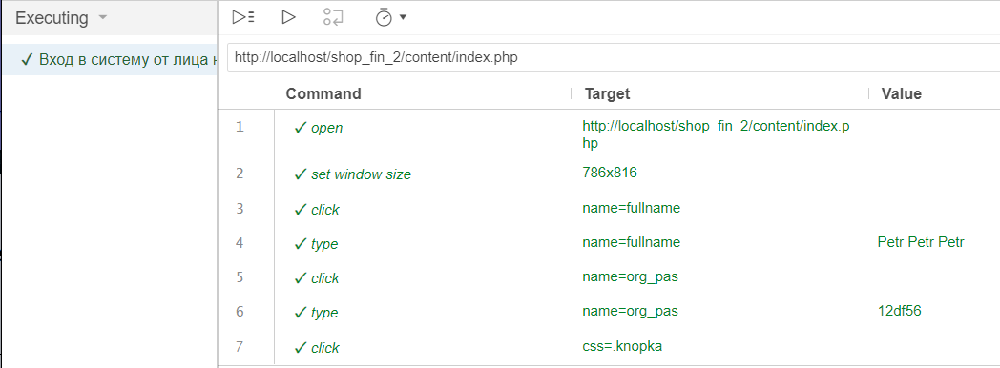 Executing
✓ Вход в систему от лица
http://localhost/shop_fin_2/content/index.php
Command Target Value
1 ✓ open http://localhost/shop_fin_2/content/index.p
hp
2 ✓ set window size 786x816
3 ✓ click name=fullname
4 ✓ type name=fullname Petr Petr Petr
5 ✓ click name=org_pas
6 ✓ type name=org_pas 12df56
7 ✓ click css=.knopka